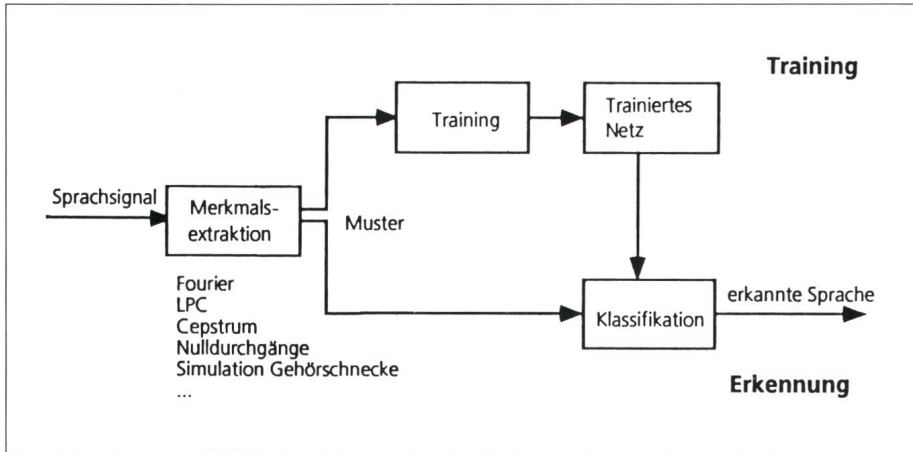 Training
Training
Trainiertes
Netz
Sprachsignal
Merkmals-
extraktion
Muster
Fourier
LPC
Cepstrum
Nulldurchgänge
Simulation Gehörschnecke
...
Klassifikation
erkannte Sprache
Erkennung